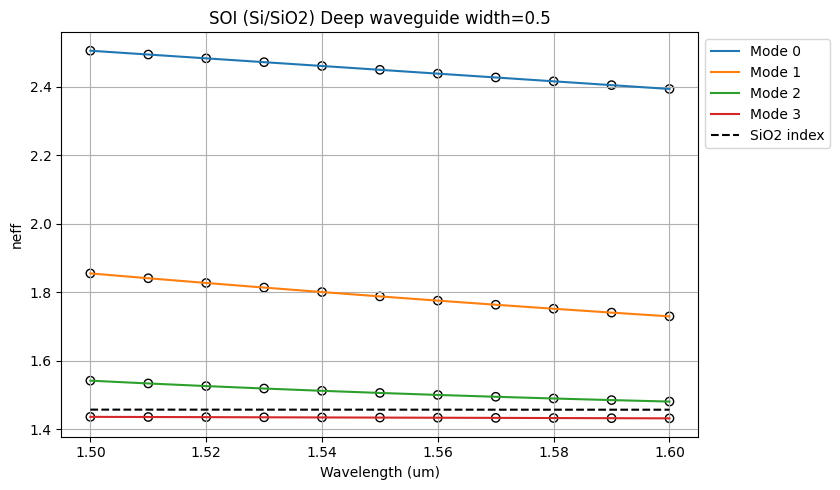 SOI (Si/SiO2) Deep waveguide width=0.5
Mode 0
Mode 1
Mode 2
Mode 3
SiO2 index
neff
2.4
2.2
2.0
1.8
1.6
1.4
1.50 1.52 1.54 1.56 1.58 1.60
Wavelength (um)